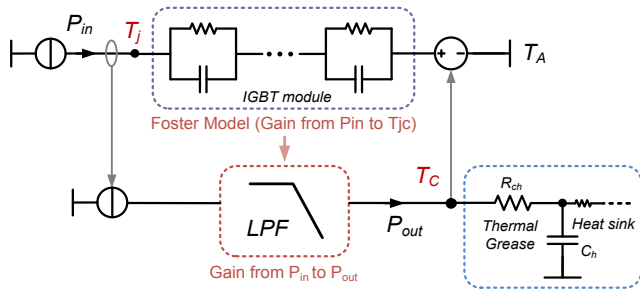 P_in
T_j
T_A
IGBT module
+ -
Foster Model (Gain from Pin to Tjc)
T_C
R_ch
LPF
P_out
Thermal
Grease
Heat sink
C_h
Gain from P_in to P_out